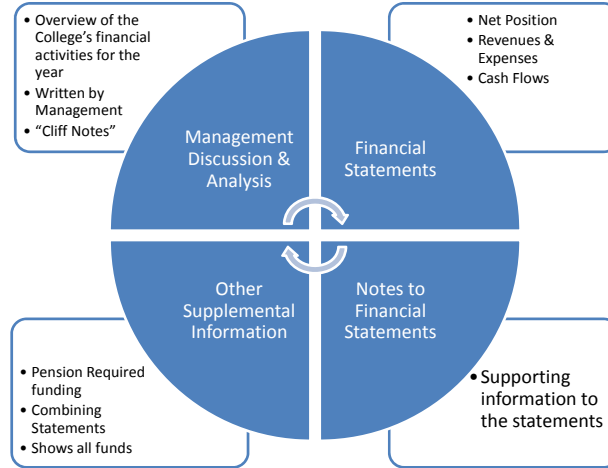 • Overview of the
College's financial
activities for the
year
• Written by
Management
• "Cliff Notes"
• Net Position
• Revenues &
Expenses
• Cash Flows
Management
Discussion &
Analysis
Financial
Statements
Other
Supplemental
Information
Notes to
Financial
Statements
• Pension Required
funding
• Combining
Statements
• Shows all funds
• Supporting
information to
the statements